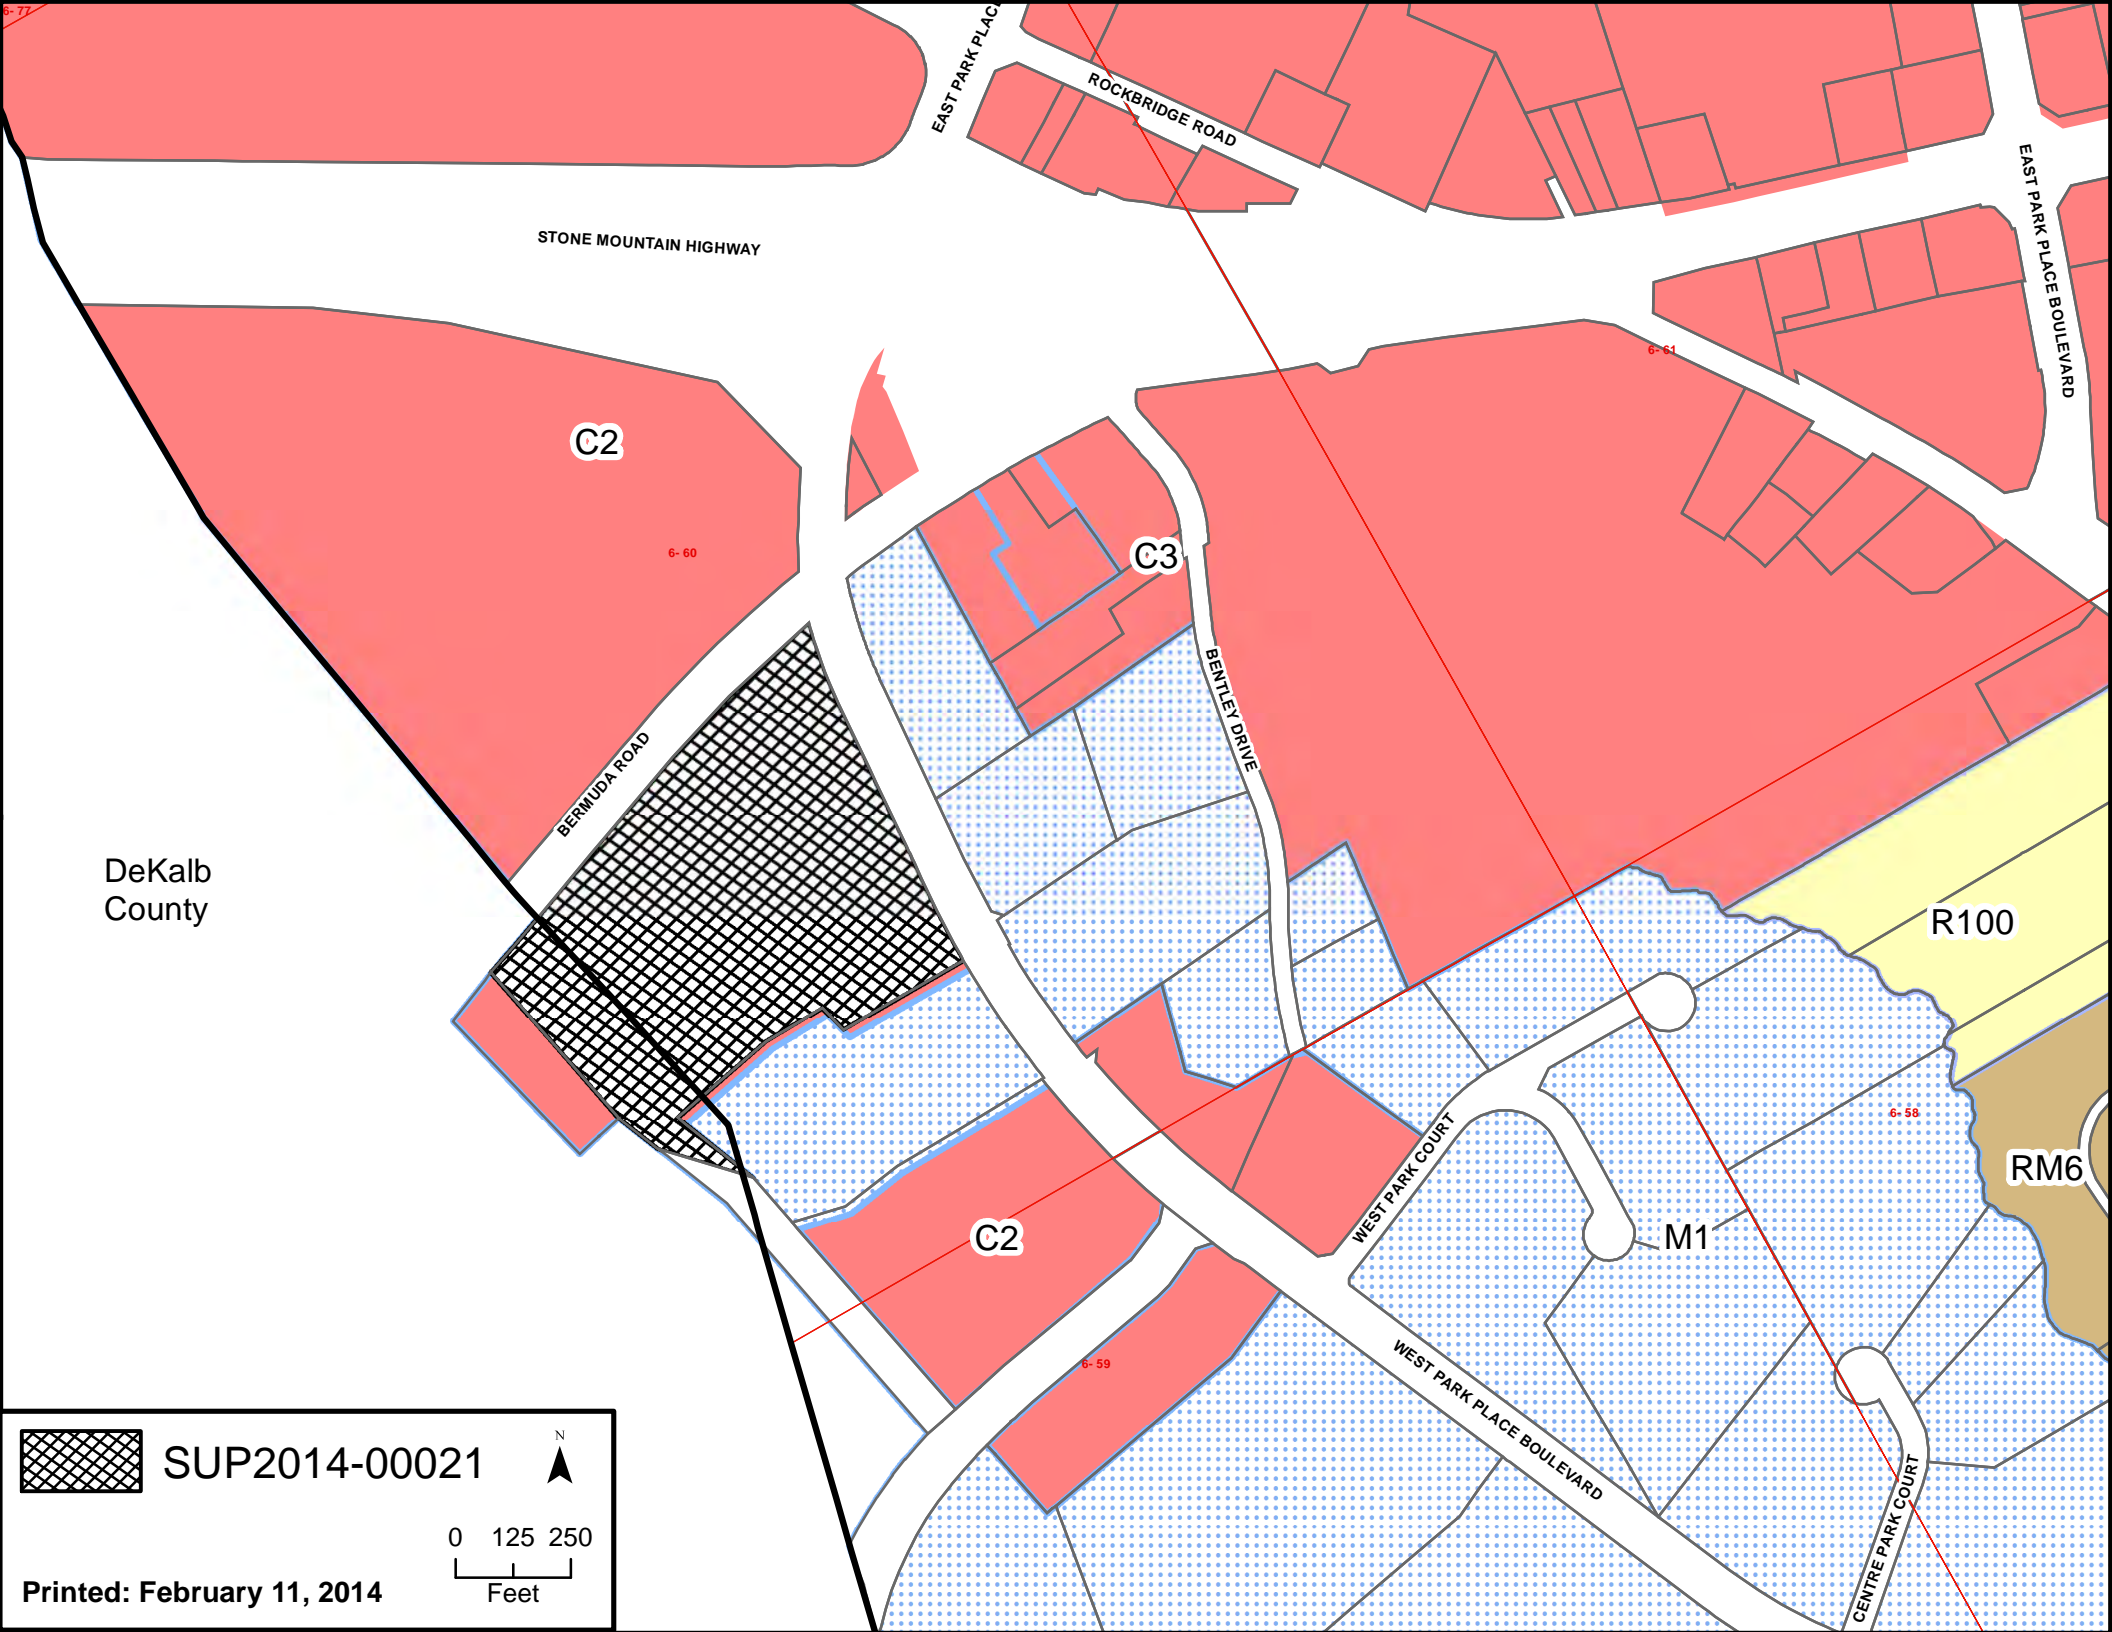 6- 77
EAST PARK PLACE
ROCKBRIDGE ROAD
EAST PARK PLACE BOULEVARD
STONE MOUNTAIN HIGHWAY
6- 61
C2
6- 60
C3
BENTLEY DRIVE
BERMUDA ROAD
DeKalb
County
R100
6- 58
RM6
WEST PARK COURT
M1
C2
6- 59
WEST PARK PLACE BOULEVARD
CENTRE PARK COURT
SUP2014-00021
N
0 125 250
Feet
Printed: February 11, 2014